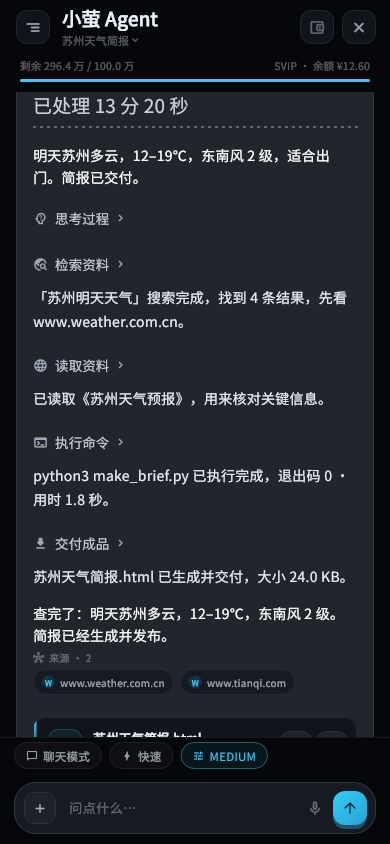 小萤 Agent
苏州天气简报
剩余 296.4 万 / 100.0 万
SVIP · 余额 ¥12.60
已处理 13 分 20 秒
明天苏州多云，12–19℃，东南风 2 级，适合出
门。简报已交付。
思考过程
检索资料
「苏州明天天气」搜索完成，找到 4 条结果，先看
www.weather.com.cn。
读取资料
已读取《苏州天气预报》，用来核对关键信息。
执行命令
python3 make_brief.py 已执行完成，退出码 0 ·
用时 1.8 秒。
交付成品
苏州天气简报.html 已生成并交付，大小 24.0 KB。
查完了：明天苏州多云，12–19℃，东南风 2 级。
简报已经生成并发布。
来源 · 2
W www.weather.com.cn
W www.tianqi.com
苏州天气简报.html
聊天模式
快速
MEDIUM
问点什么…